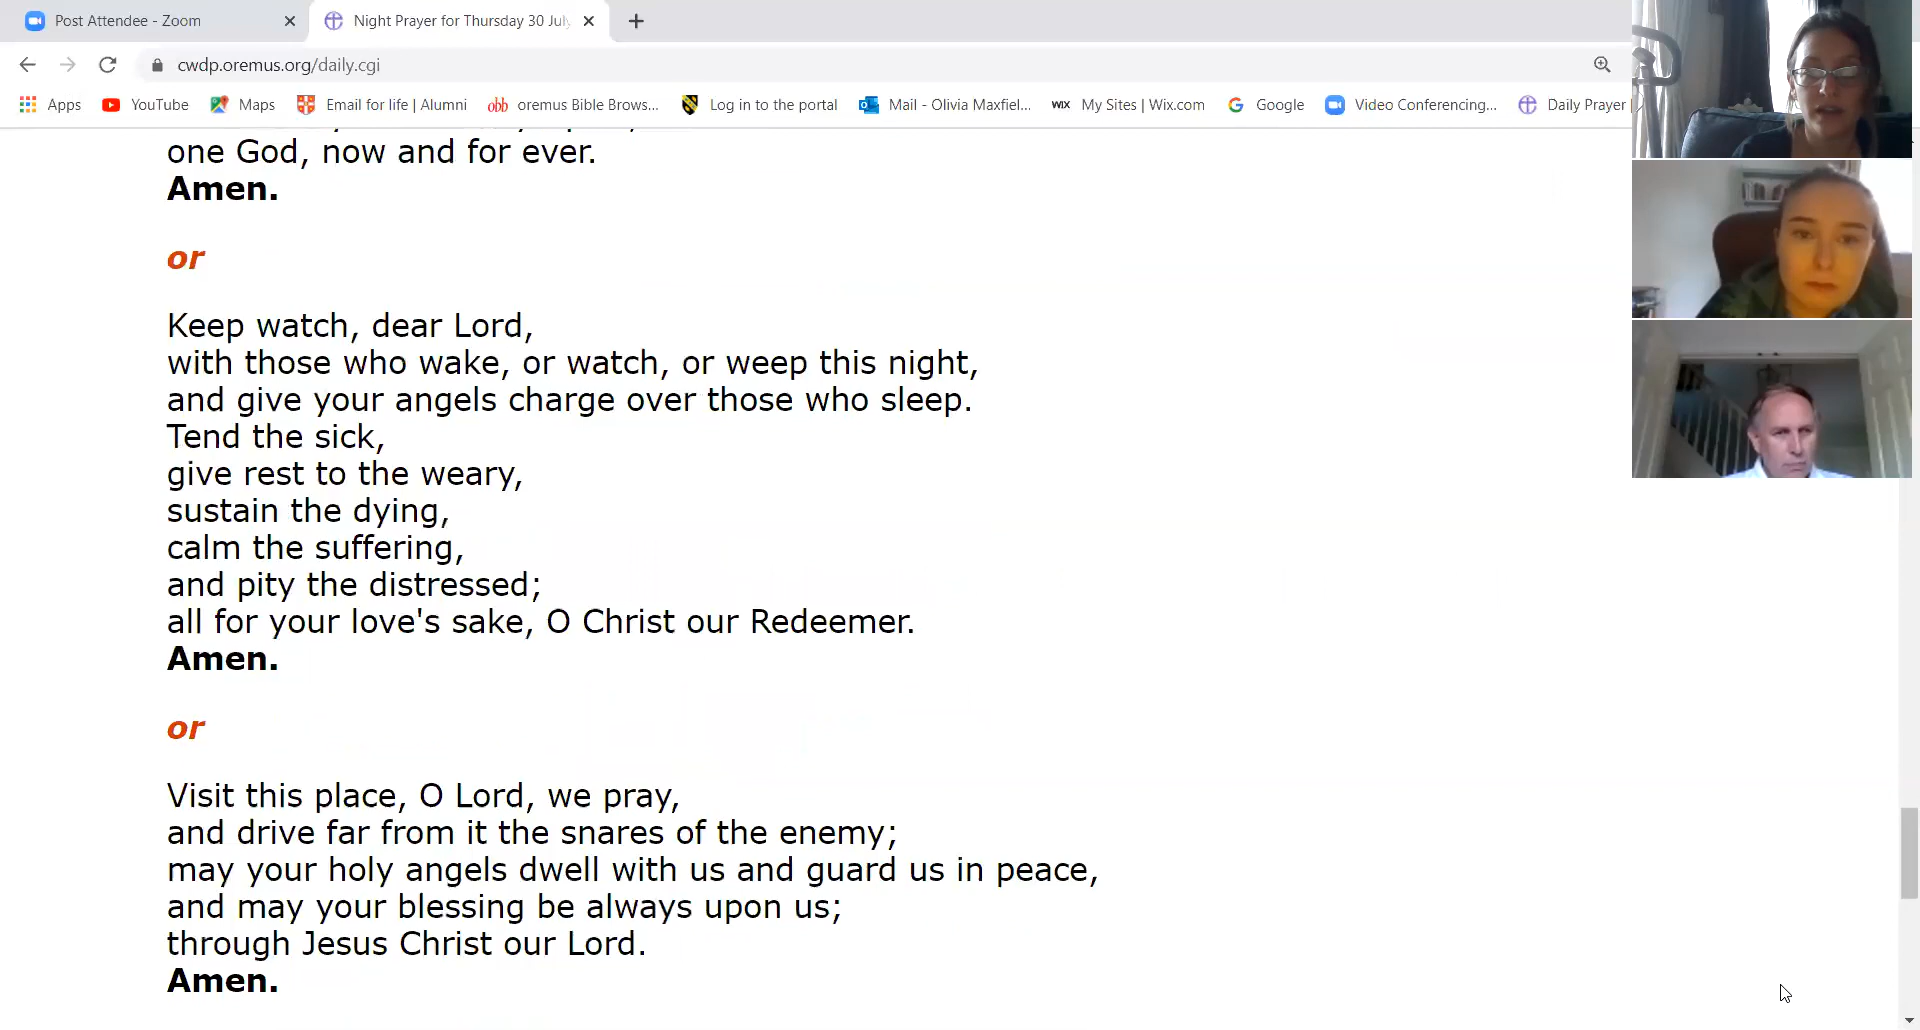 Post Attendee - Zoom
Night Prayer for Thursday 30 July
cwdp.oremus.org/daily.cgi
Apps YouTube Maps Email for life | Alumni obb oremus Bible Brows... Log in to the portal Mail - Olivia Maxfiel... WIX My Sites | Wix.com Google Video Conferencing... Daily Prayer |
one God, now and for ever.
Amen.
or
Keep watch, dear Lord,
with those who wake, or watch, or weep this night,
and give your angels charge over those who sleep.
Tend the sick,
give rest to the weary,
sustain the dying,
calm the suffering,
and pity the distressed;
all for your love's sake, O Christ our Redeemer.
Amen.
or
Visit this place, O Lord, we pray,
and drive far from it the snares of the enemy;
may your holy angels dwell with us and guard us in peace,
and may your blessing be always upon us;
through Jesus Christ our Lord.
Amen.